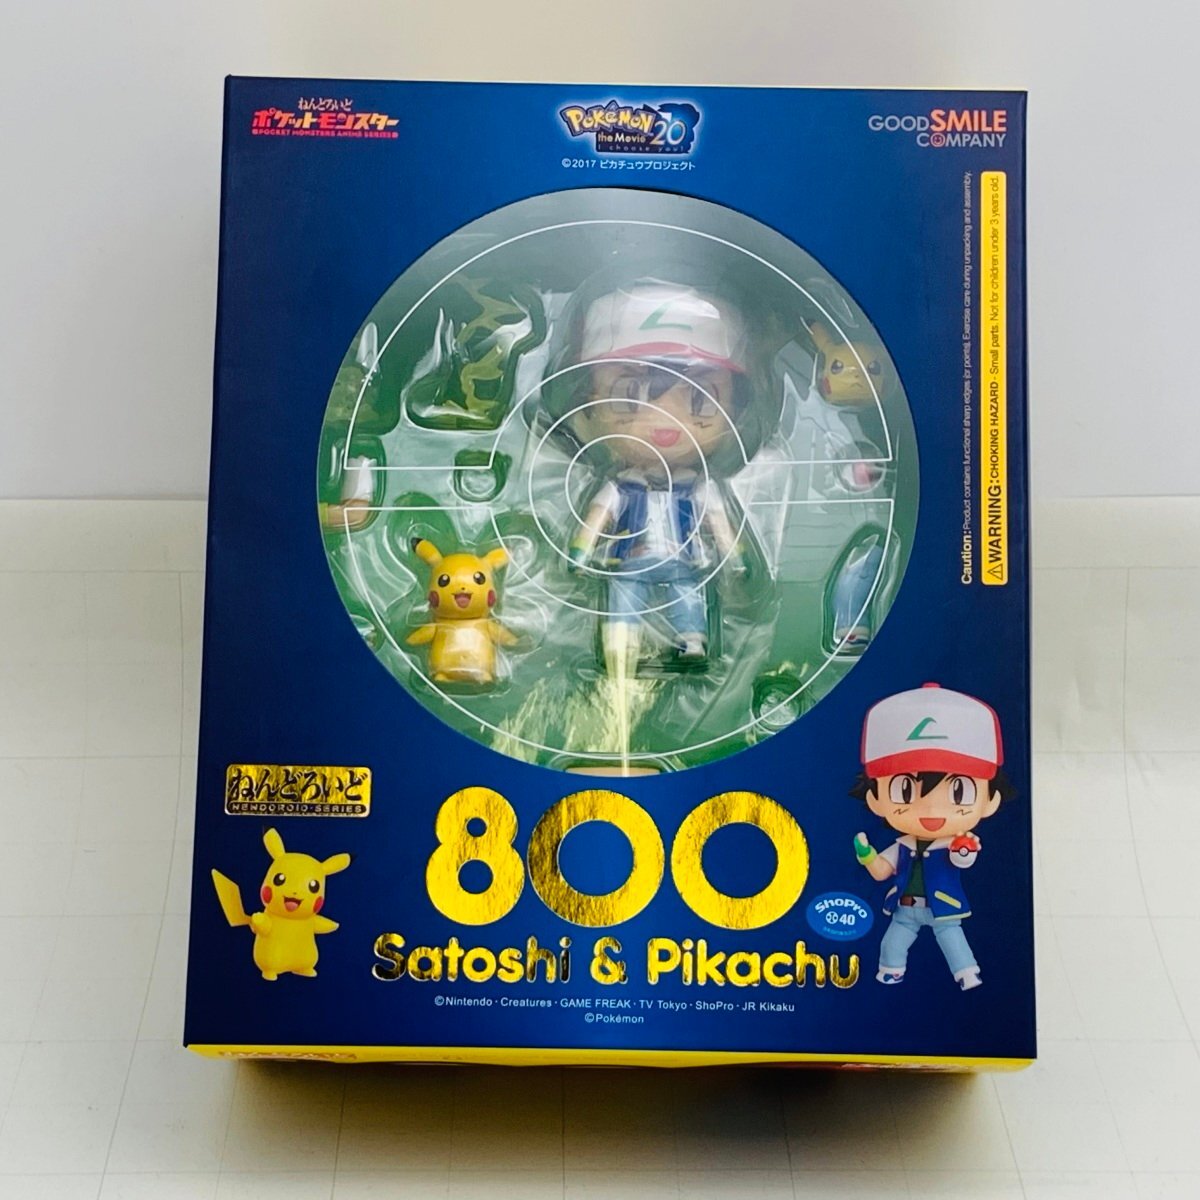 ねんどろいど
ポケットモンスター
POCKET MONSTERS ANIME SERIES
POKéMON
the Movie 20
I choose you!
©2017 ピカチュウプロジェクト
GOOD SMILE
COMPANY
Caution: Product contains functional sharp edges (or points). Exercise care during unpacking and assembly.
⚠WARNING: CHOKING HAZARD - Small parts. Not for children under 3 years old.
ねんどろいど
NENDOROID SERIES
800
Satoshi & Pikachu
ShoPro
40
©Nintendo・Creatures・GAME FREAK・TV Tokyo・ShoPro・JR Kikaku
©Pokémon